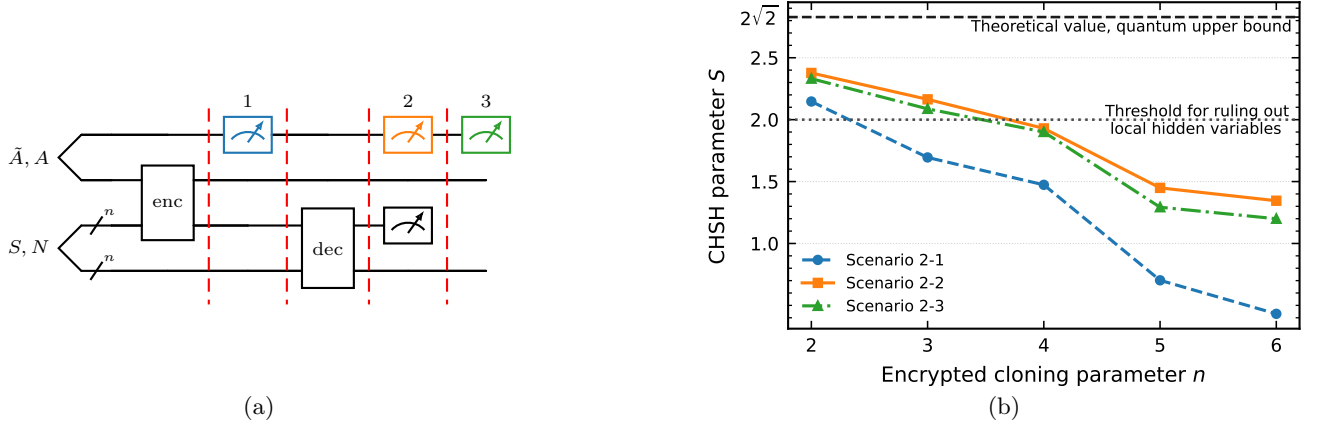 1
2
3
Ã, A
enc
n
S, N
n
dec
(a)
CHSH parameter S
2√2
2.5
2.0
1.5
1.0
Theoretical value, quantum upper bound
Threshold for ruling out
local hidden variables
Scenario 2-1
Scenario 2-2
Scenario 2-3
2
3
4
5
6
Encrypted cloning parameter n
(b)